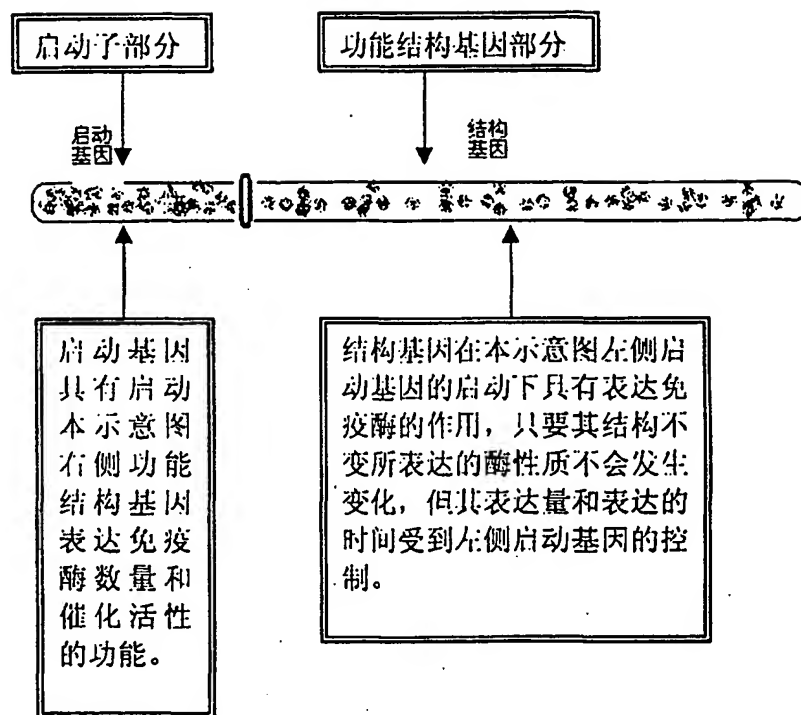 启动子部分
功能结构基因部分
启动
基因
结构
基因
启动基因
具有启动
本示意图
右侧功能
结构基因
表达免疫
酶数量和
催化活性
的功能。
结构基因在本示意图左侧启
动基因的启动下具有表达免
疫酶的作用，只要其结构不
变所表达的酶性质不会发生
变化，但其表达量和表达的
时间受到左侧启动基因的控
制。